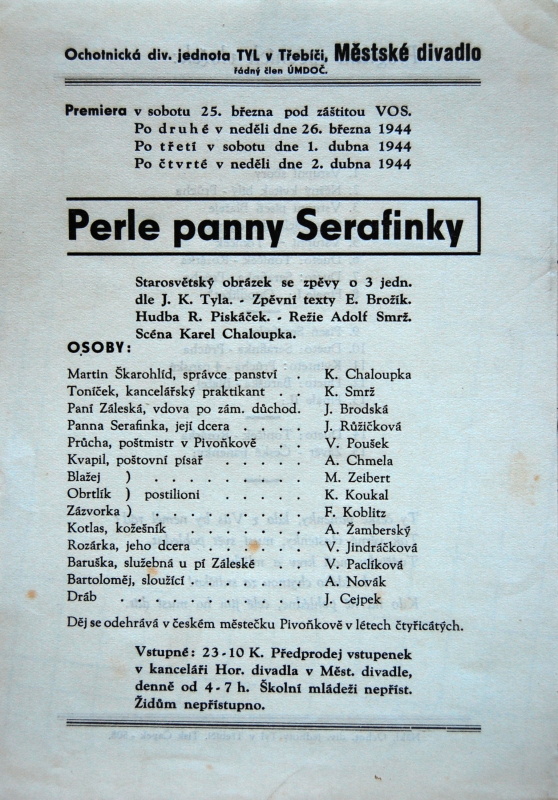 Ochotnická div. jednota TYL v Třebíči, Městské divadlo
řádný člen ÚMDOČ.
Premiera v sobotu 25. března pod záštitou VOS.
Po druhé v neděli dne 26. března 1944
Po třetí v sobotu dne 1. dubna 1944
Po čtvrté v neděli dne 2. dubna 1944
Perle panny Serafinky
Starosvětský obrázek se zpěvy o 3 jedn.
dle J. K. Tyla. - Zpěvní texty E. Brožík.
Hudba R. Piskáček. - Režie Adolf Smrž.
Scéna Karel Chaloupka.
OSOBY:
Martin Škarohlíd, správce panství . . K. Chaloupka
Toníček, kancelářský praktikant . . K. Smrž
Paní Záleská, vdova po zám. důchod. J. Brodská
Panna Serafinka, její dcera . . . . J. Růžičková
Průcha, poštmistr v Pivoňkově . . . V. Poušek
Kvapil, poštovní písař . . . . . A. Chmela
Blažej ) . . . . . . . M. Zeibert
Obrtlík ) postilioni . . . . . K. Koukal
Zázvorka ) . . . . . . . F. Koblitz
Kotlas, kožešník . . . . . . A. Žamberský
Rozárka, jeho dcera . . . . . . V. Jindráčková
Baruška, služebná u pí Záleské . . V. Paclíková
Bartoloměj, sloužící . . . . . . A. Novák
Dráb . . . . . . . . . J. Cejpek
Děj se odehrává v českém městečku Pivoňkově v létech čtyřicátých.
Vstupné: 23-10 K. Předprodej vstupenek
v kanceláři Hor. divadla v Měst. divadle,
denně od 4-7 h. Školní mládeži nepříst.
Židům nepřístupno.